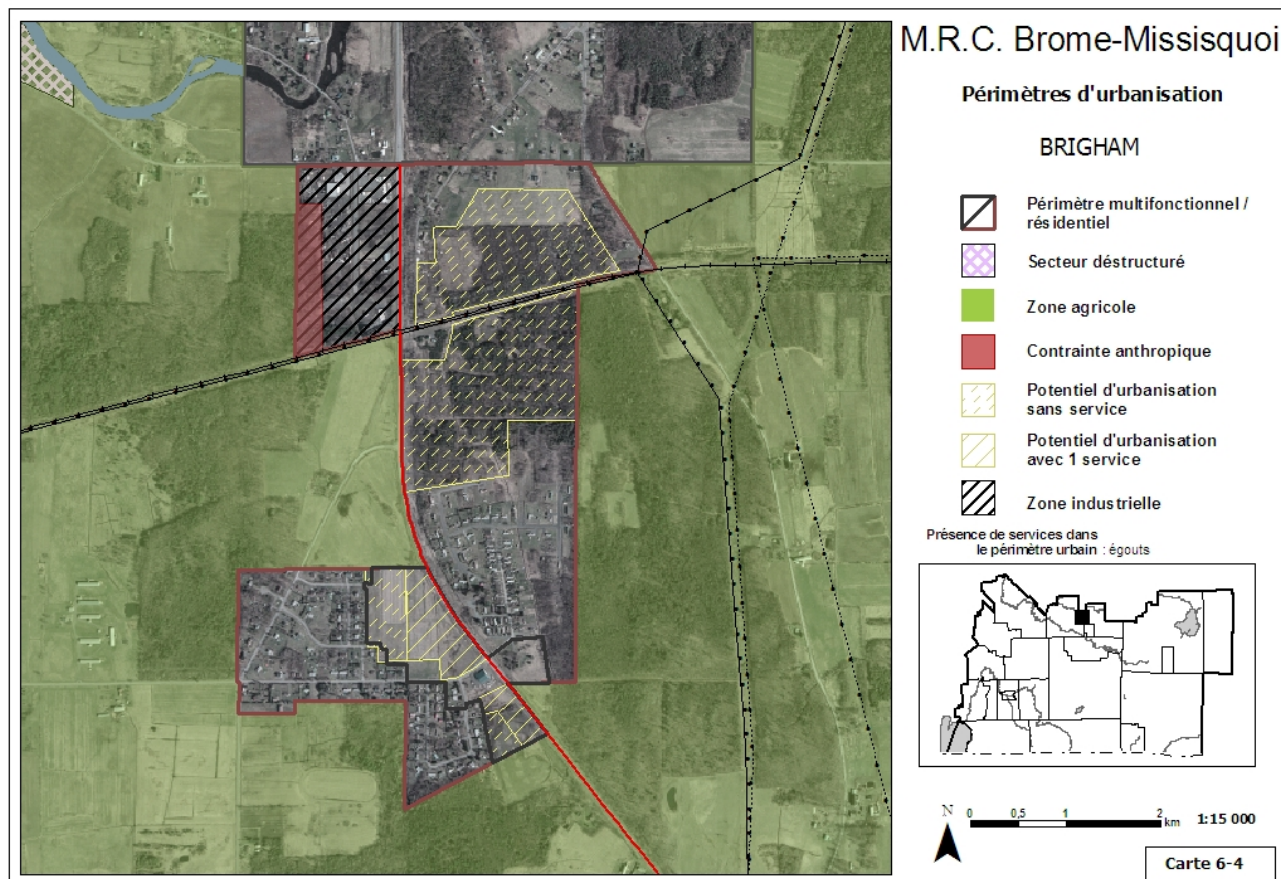 M.R.C. Brome-Missisquoi
Périmètres d'urbanisation
BRIGHAM
Périmètre multifonctionnel /
résidentiel
Secteur déstructuré
Zone agricole
Contrainte anthropique
Potentiel d'urbanisation
sans service
Potentiel d'urbanisation
avec 1 service
Zone industrielle
Présence de services dans
le périmètre urbain : égouts
N
0 0,5 1 2 km
1:15 000
Carte 6-4